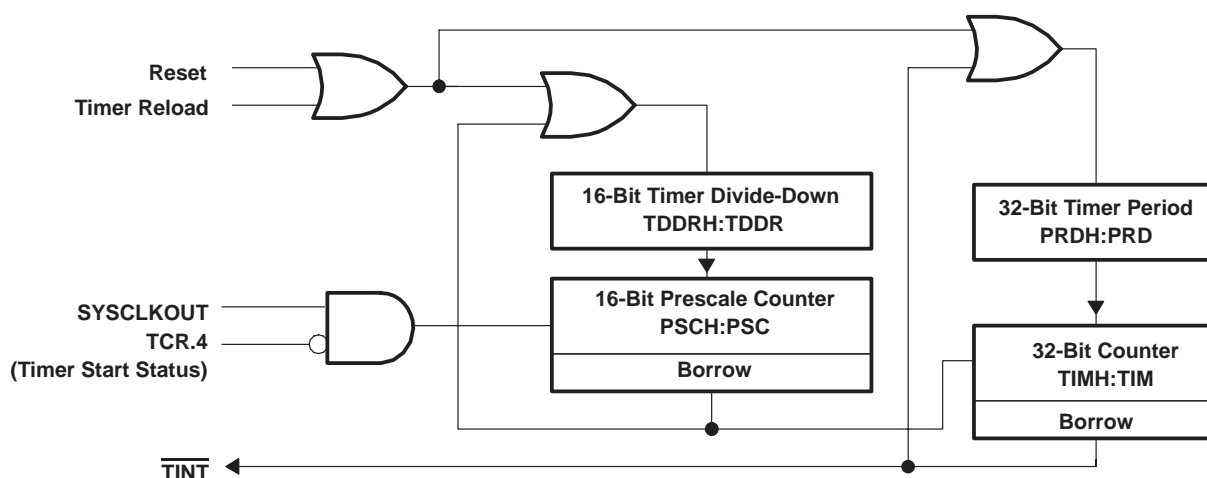 Reset
Timer Reload
16-Bit Timer Divide-Down
TDDRH:TDDR
32-Bit Timer Period
PRDH:PRD
SYSCLKOUT
TCR.4
(Timer Start Status)
16-Bit Prescale Counter
PSCH:PSC
Borrow
32-Bit Counter
TIMH:TIM
Borrow
TINT